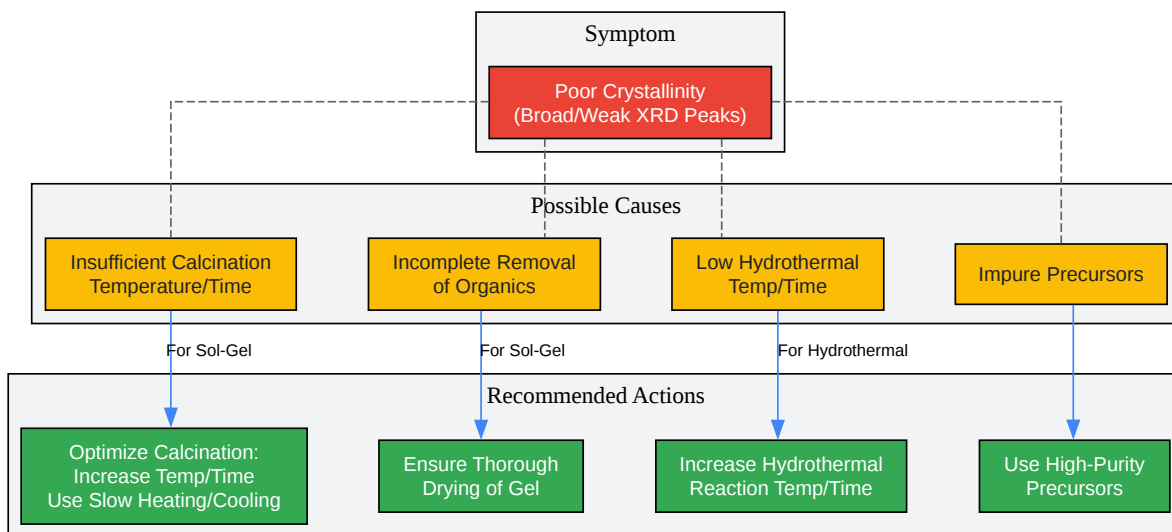 Symptom
Poor Crystallinity
(Broad/Weak XRD Peaks)
Possible Causes
Insufficient Calcination
Temperature/Time
Incomplete Removal
of Organics
Low Hydrothermal
Temp/Time
Impure Precursors
For Sol-Gel
For Sol-Gel
For Hydrothermal
Recommended Actions
Optimize Calcination:
Increase Temp/Time
Use Slow Heating/Cooling
Ensure Thorough
Drying of Gel
Increase Hydrothermal
Reaction Temp/Time
Use High-Purity
Precursors